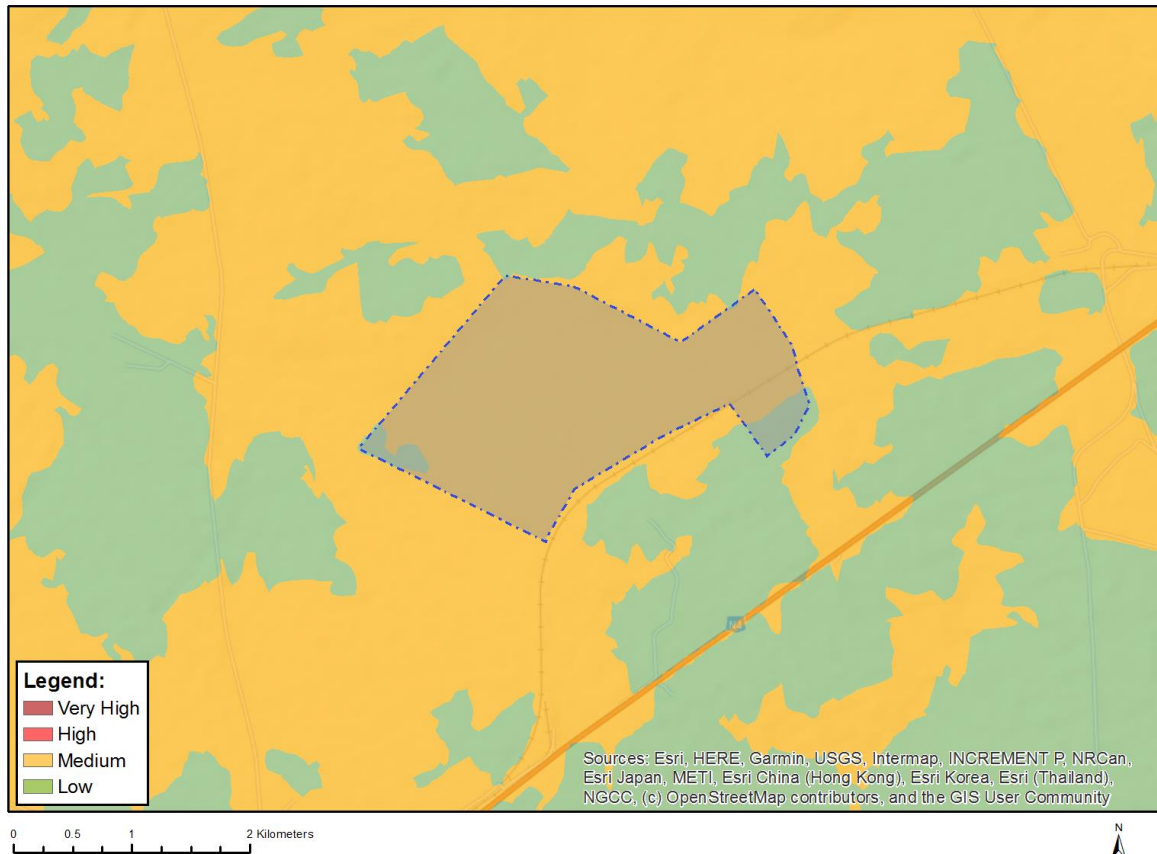 N4
Legend:
Very High
High
Medium
Low
Sources: Esri, HERE, Garmin, USGS, Intermap, INCREMENT P, NRCan,
Esri Japan, METI, Esri China (Hong Kong), Esri Korea, Esri (Thailand),
NGCC, (c) OpenStreetMap contributors, and the GIS User Community
0 0.5 1 2 Kilometers
N